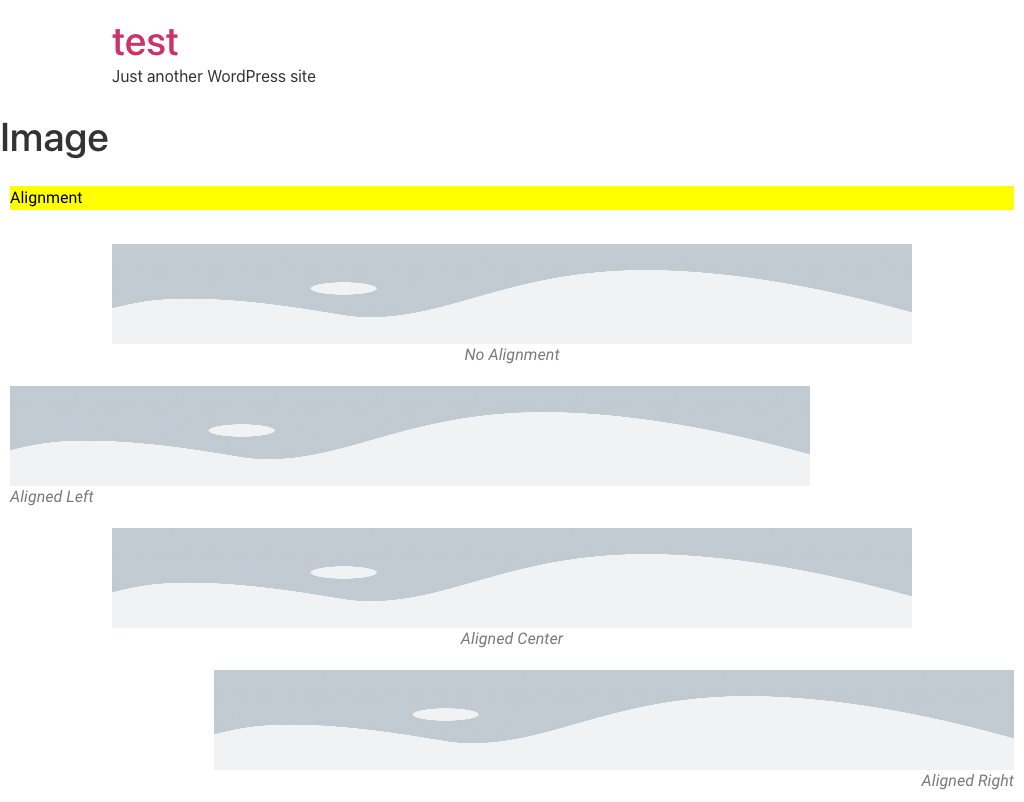 test
Just another WordPress site
Image
Alignment
No Alignment
Aligned Left
Aligned Center
Aligned Right